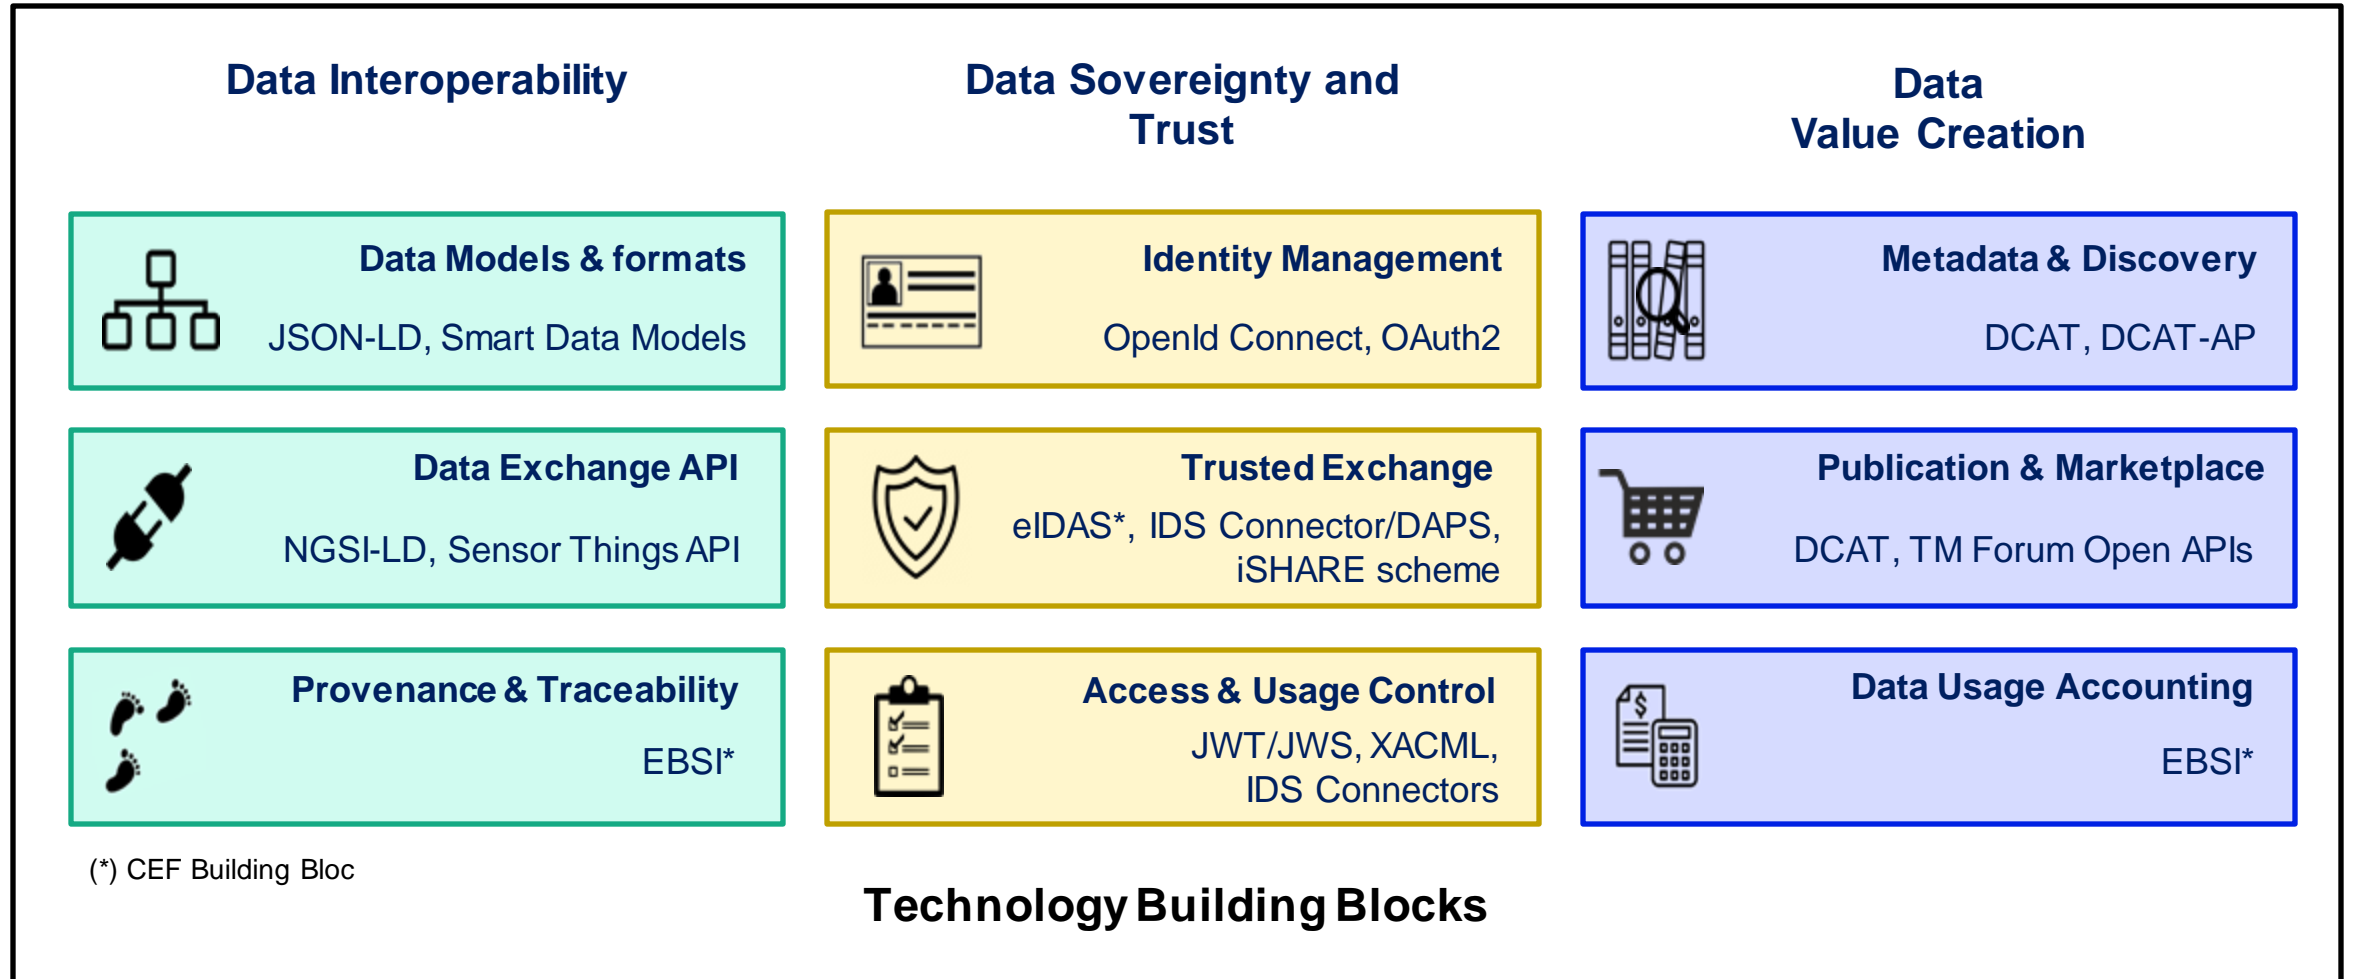 Data Interoperability
Data Sovereignty and
Trust
Data
Value Creation
Data Models & formats
JSON-LD, Smart Data Models
Identity Management
OpenId Connect, OAuth2
Metadata & Discovery
DCAT, DCAT-AP
Data Exchange API
NGSI-LD, Sensor Things API
Trusted Exchange
eIDAS*, IDS Connector/DAPS,
iSHARE scheme
Publication & Marketplace
DCAT, TM Forum Open APIs
Provenance & Traceability
EBSI*
Access & Usage Control
JWT/JWS, XACML,
IDS Connectors
Data Usage Accounting
$
EBSI*
(*) CEF Building Bloc
Technology Building Blocks